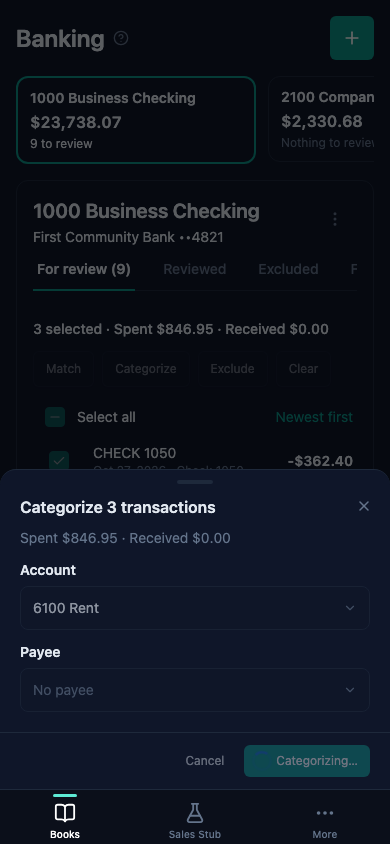 Banking
1000 Business Checking
$23,738.07
9 to review
2100 Compan
$2,330.68
Nothing to review
1000 Business Checking
First Community Bank ••4821
For review (9) Reviewed Excluded F
3 selected · Spent $846.95 · Received $0.00
Match Categorize Exclude Clear
Select all Newest first
CHECK 1050 -$362.40
Categorize 3 transactions
Spent $846.95 · Received $0.00
Account
6100 Rent
Payee
No payee
Cancel Categorizing...
Books Sales Stub More